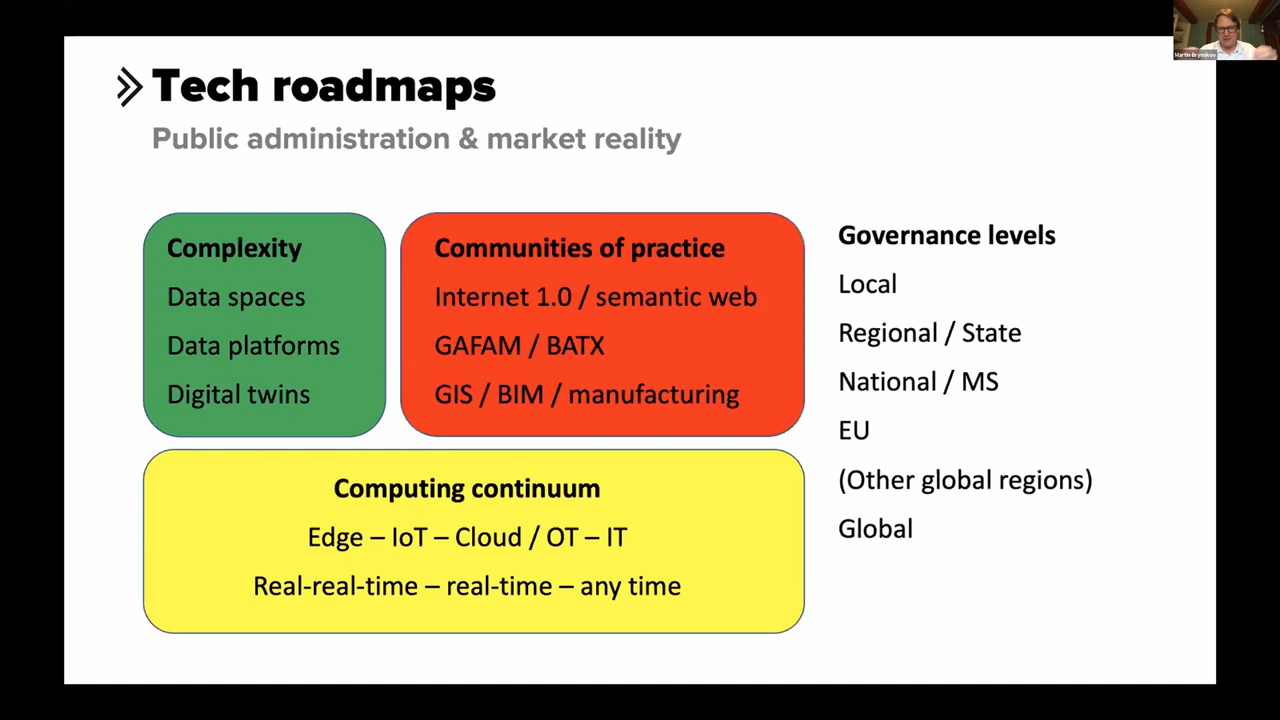 Tech roadmaps
Public administration & market reality
Complexity
Data spaces
Data platforms
Digital twins
Communities of practice
Internet 1.0 / semantic web
GAFAM / BATX
GIS / BIM / manufacturing
Computing continuum
Edge – IoT – Cloud / OT – IT
Real-real-time – real-time – any time
Governance levels
Local
Regional / State
National / MS
EU
(Other global regions)
Global
Martin Brynskov